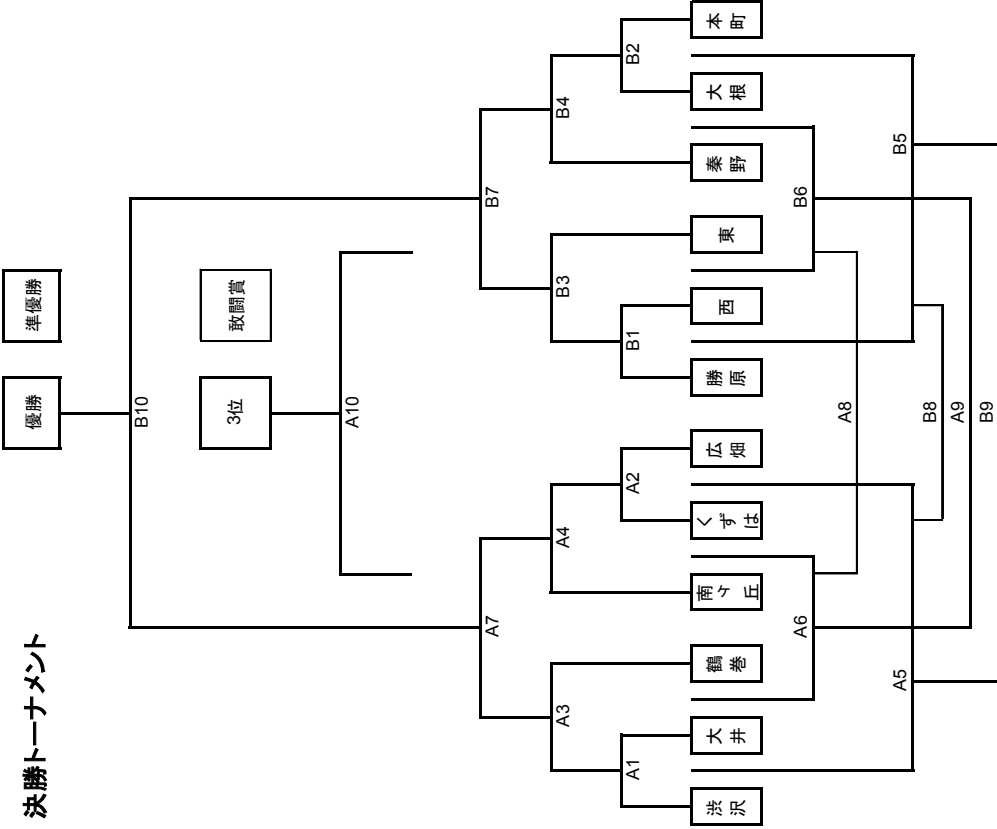 決勝トーナメント
優勝
準優勝
B10
3位
敢闘賞
A10
A7
B7
A3
A4
B3
B4
A1
A2
B1
B2
渋沢
大井
鶴巻
南ヶ丘
くずは
広畑
勝原
西
東
秦野
大根
本町
A6
B6
A8
A5
B5
B8
A9
B9